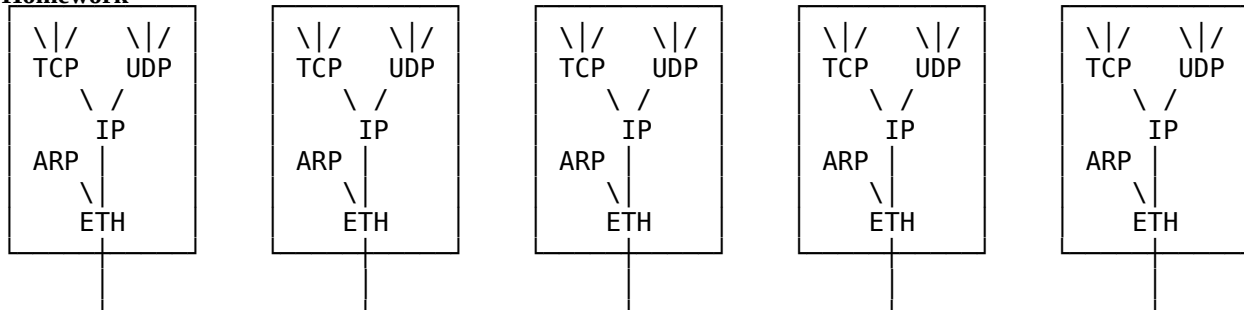 Homework
TCP UDP TCP UDP TCP UDP TCP UDP TCP UDP
IP IP IP IP IP
ARP ARP ARP ARP ARP
ETH ETH ETH ETH ETH